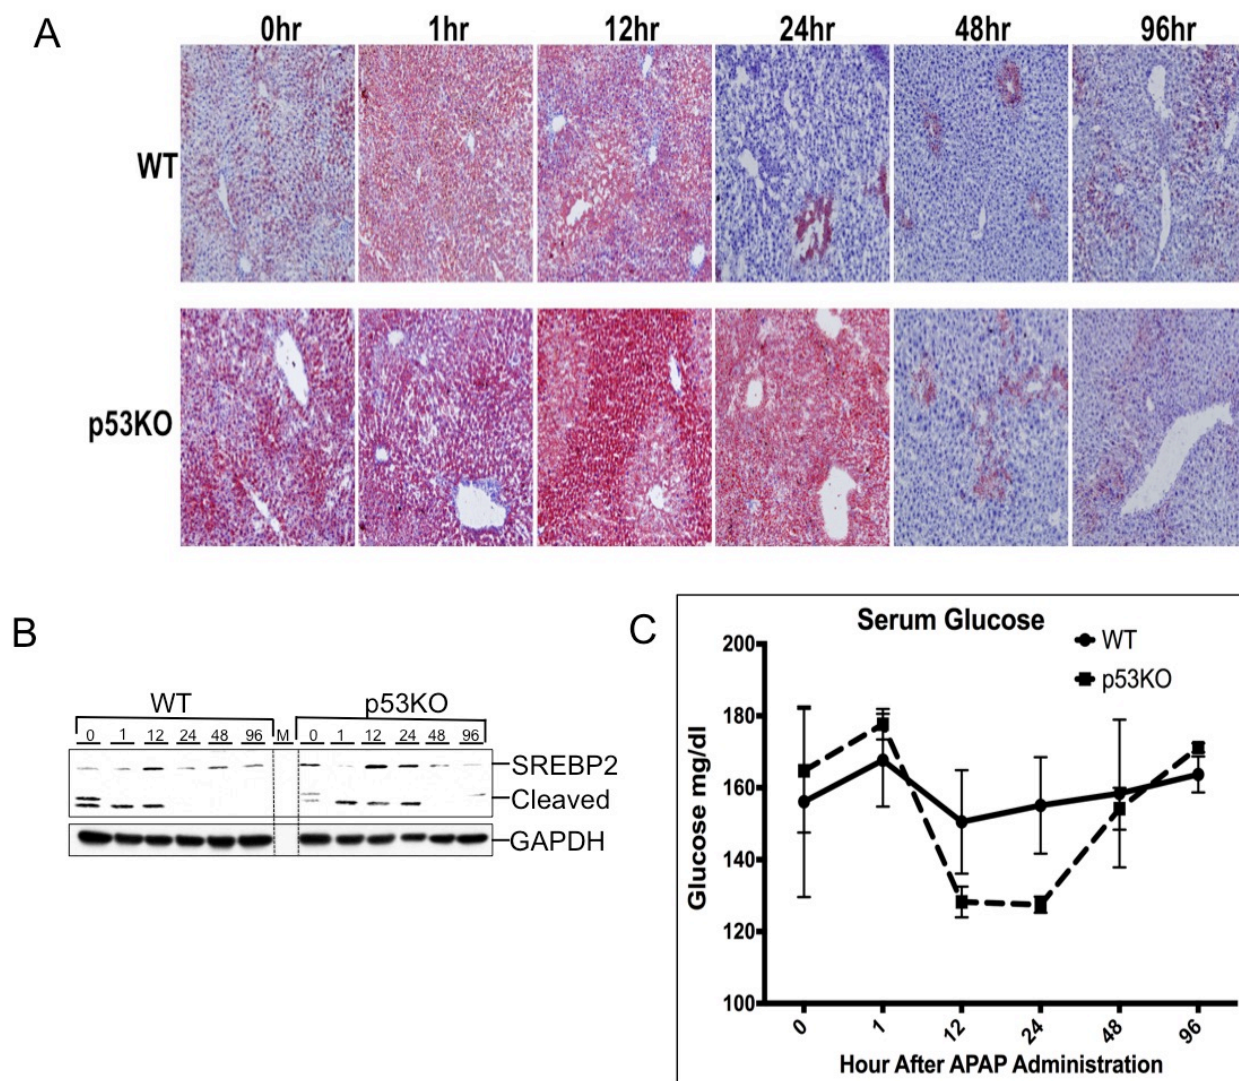 A
0hr 1hr 12hr 24hr 48hr 96hr
WT
p53KO
B
WT p53KO
0 1 12 24 48 96 M 0 1 12 24 48 96
SREBP2
Cleaved
GAPDH
C
Serum Glucose
WT
p53KO
Glucose mg/dl
200
180
160
140
120
100
0 1 12 24 48 96
Hour After APAP Administration